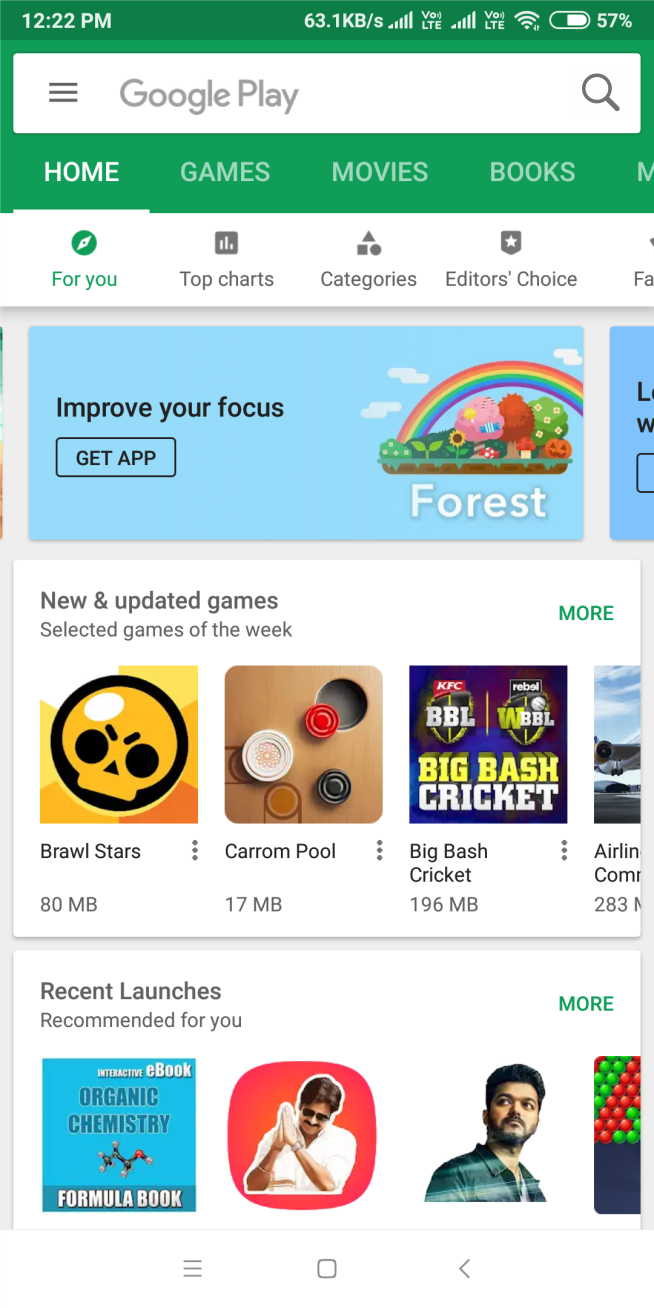 12:22 PM 63.1KB/s Vo)) LTE Vo)) LTE 57%
Google Play
HOME GAMES MOVIES BOOKS M
For you Top charts Categories Editors' Choice Fa
Improve your focus
GET APP
Forest
New & updated games
MORE
Selected games of the week
KFC
BBL
rebel
WBBL
BIG BASH
CRICKET
Brawl Stars
80 MB
Carrom Pool
17 MB
Big Bash
Cricket
196 MB
Airlin
Comm
283 M
Recent Launches
MORE
Recommended for you
INTERACTIVE eBook
ORGANIC
CHEMISTRY
FORMULA BOOK